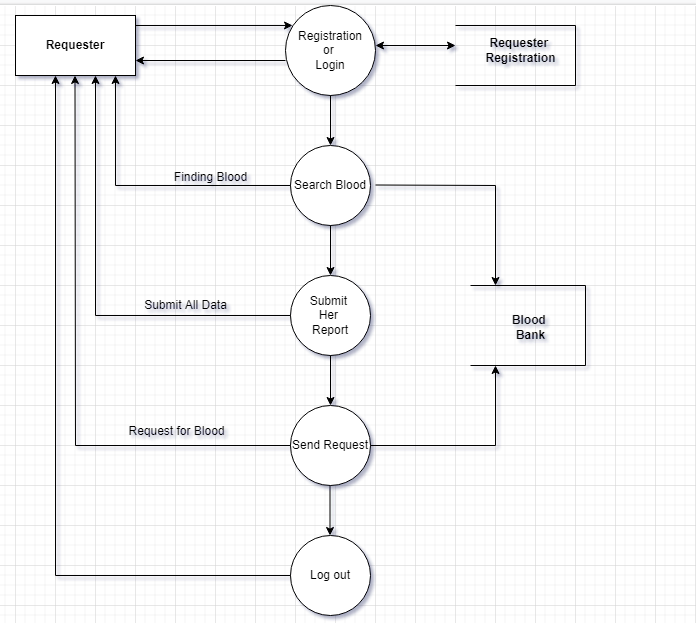 Requester
Registration
or
Login
Requester
Registration
Finding Blood
Search Blood
Submit All Data
Submit
Her
Report
Blood
Bank
Request for Blood
Send Request
Log out